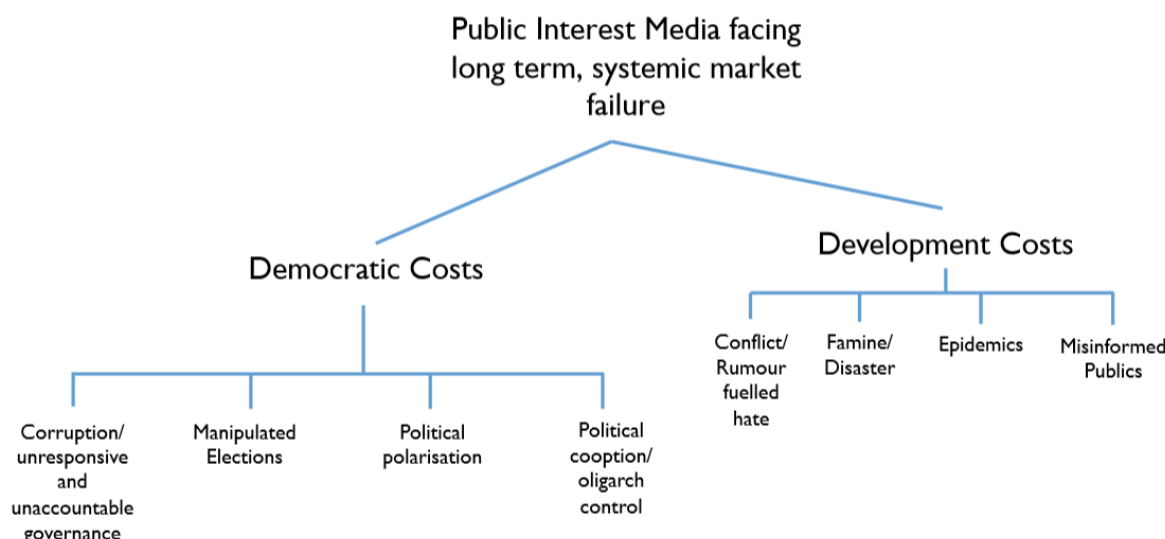 Public Interest Media facing
long term, systemic market
failure
Democratic Costs
Development Costs
Corruption/
unresponsive
and
unaccountable
governance
Manipulated
Elections
Political
polarisation
Political
cooption/
oligarch
control
Conflict/
Rumour
fuelled
hate
Famine/
Disaster
Epidemics
Misinformed
Publics